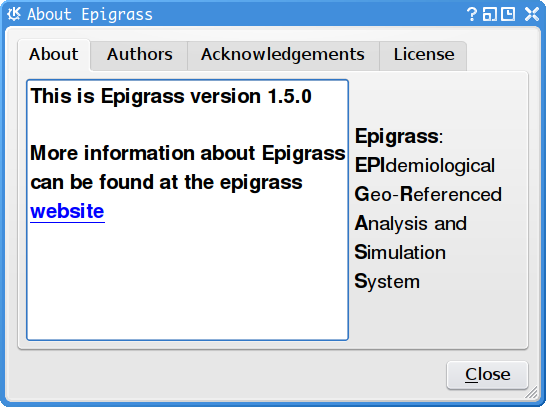 About Epigrass
About Authors Acknowledgements License
This is Epigrass version 1.5.0
More information about Epigrass
can be found at the epigrass
website
Epigrass:
EPIdemiological
Geo-Referenced
Analysis and
Simulation
System
Close